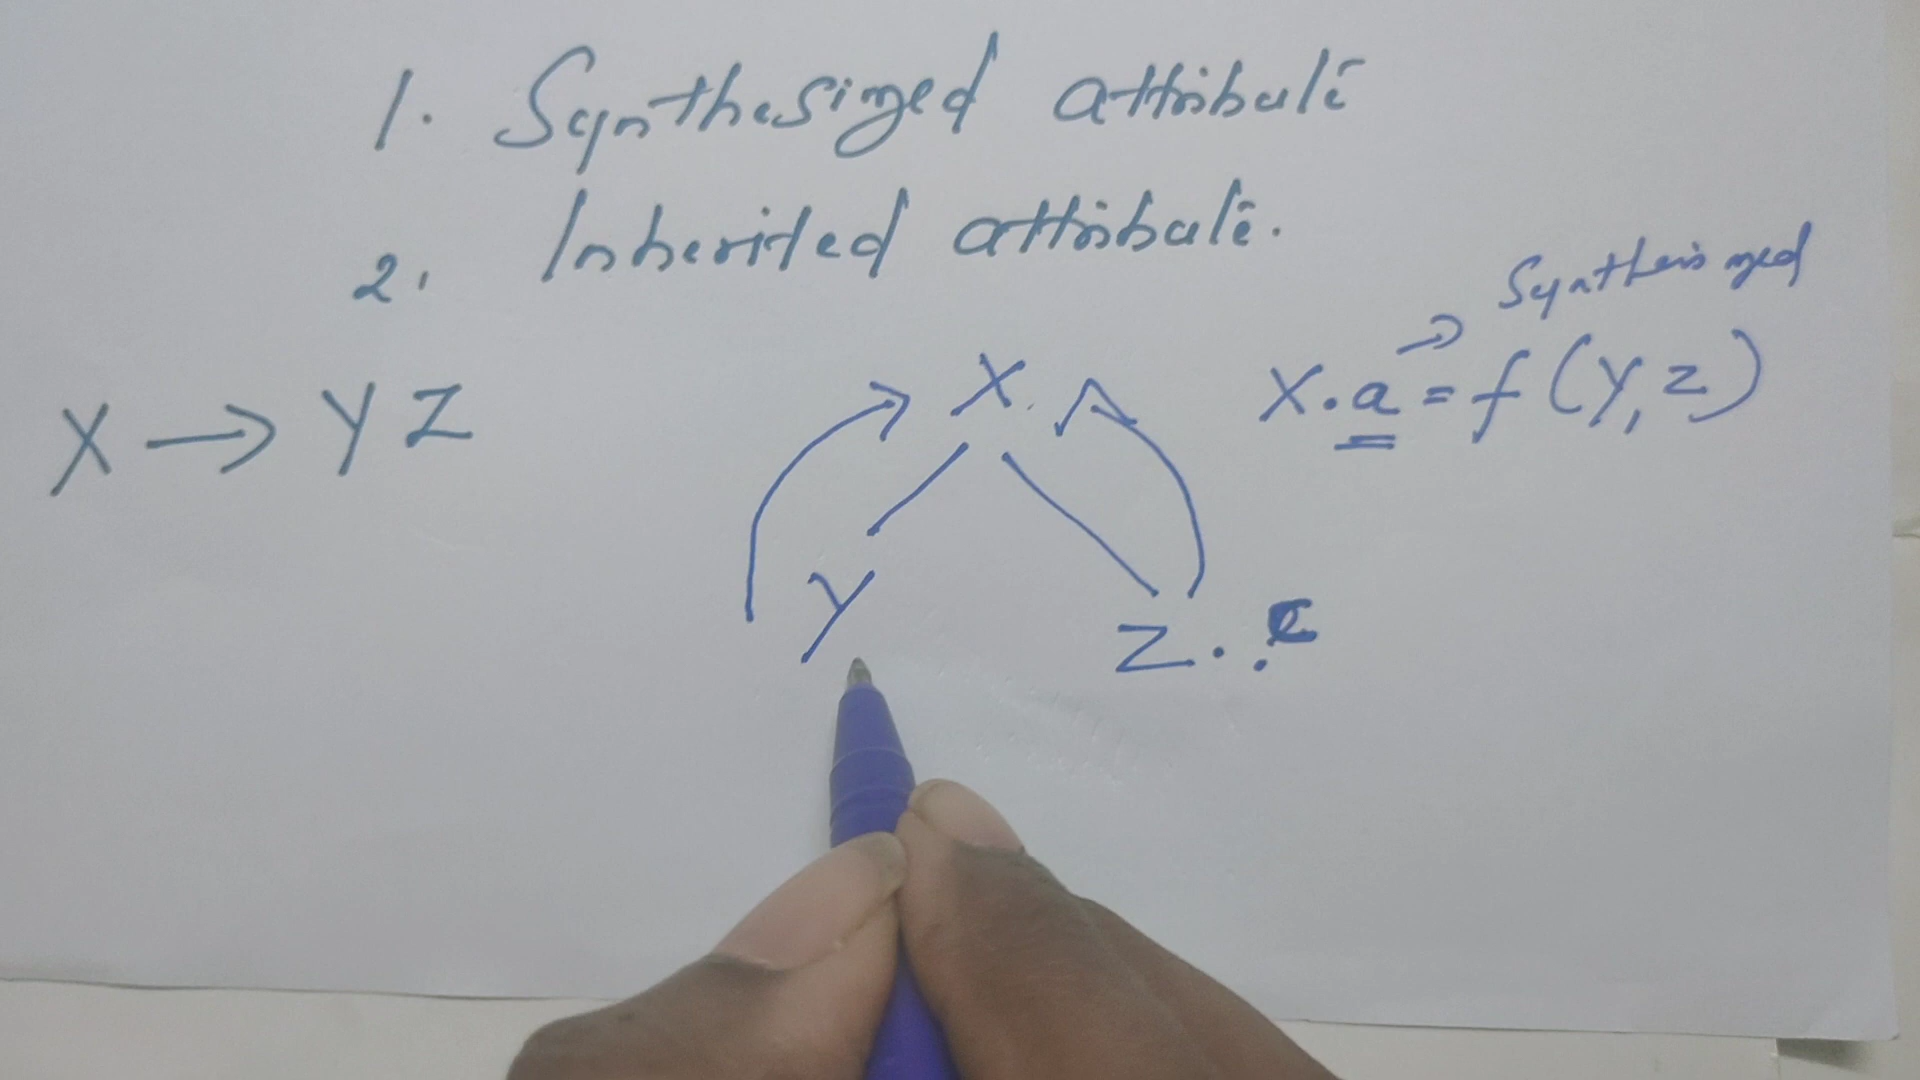 1. Synthesized attribute
2. Inherited attribute.
Synthesized
X → Y Z
X.
X.a = f(Y,Z)
Y
Z.